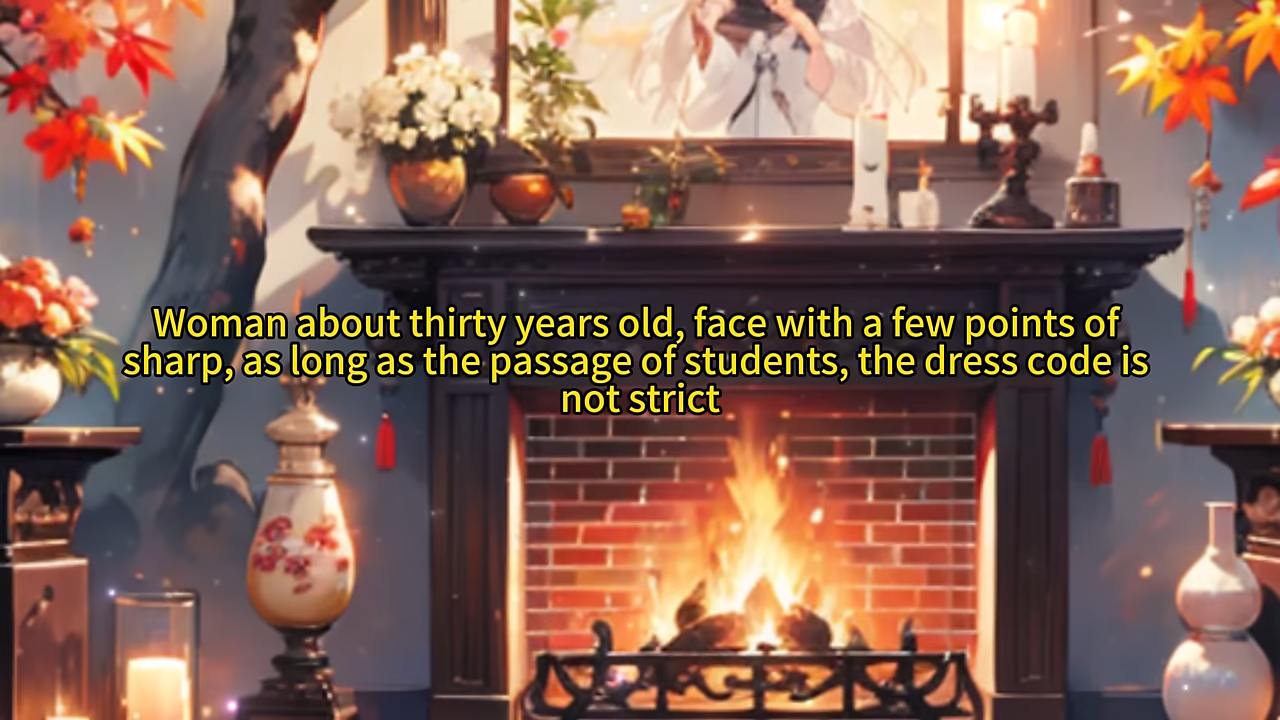 Woman about thirty years old, face with a few points of
sharp, as long as the passage of students, the dress code is
not strict